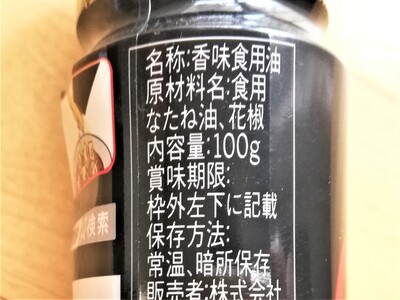 名称:香味食用油
原材料名:食用
なたね油、花椒
内容量:100g
賞味期限:
枠外左下に記載
保存方法:
常温、暗所保存
販売者:株式会社
検索